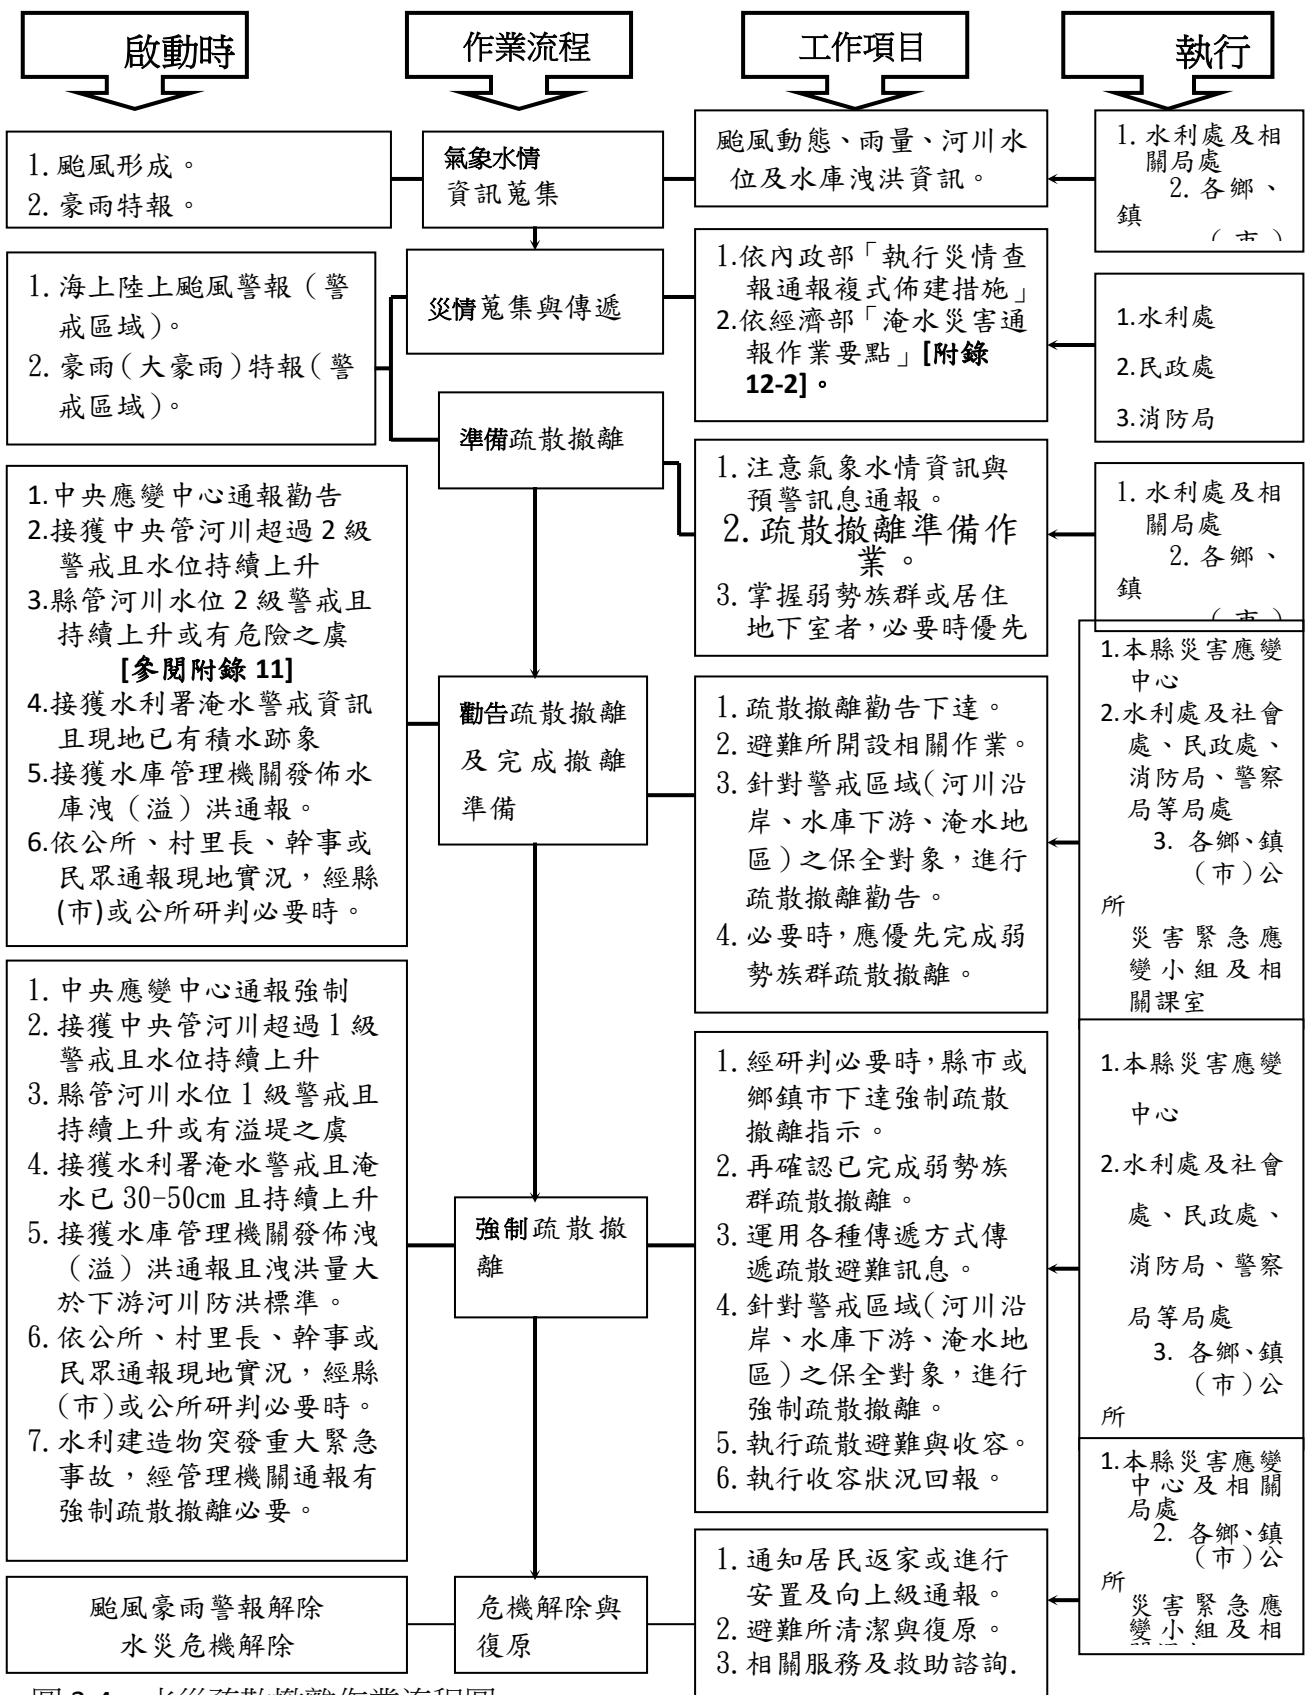 啟動時
作業流程
工作項目
執行
1.颱風形成。
2.豪雨特報。
氣象水情
資訊蒐集
颱風動態、雨量、河川水
位及水庫洩洪資訊。
1.水利處及相
關局處
2.各鄉、
鎮
(市)
1.海上陸上颱風警報（警
戒區域）。
2.豪雨(大豪雨)特報(警
戒區域)。
災情蒐集與傳遞
1.依內政部「執行災情查
報通報複式佈建措施」
2.依經濟部「淹水災害通
報作業要點」[附錄
12-2]。
1.水利處
2.民政處
3.消防局
準備疏散撤離
1.注意氣象水情資訊與
預警訊息通報。
2.疏散撤離準備作
業。
3.掌握弱勢族群或居住
地下室者，必要時優先
1.水利處及相
關局處
2.各鄉、
鎮
(市)
1.中央應變中心通報勸告
2.接獲中央管河川超過2級
警戒且水位持續上升
3.縣管河川水位2級警戒且
持續上升或有危險之虞
[參閱附錄 11]
4.接獲水利署淹水警戒資訊
且現地已有積水跡象
5.接獲水庫管理機關發佈水
庫洩（溢）洪通報。
6.依公所、村里長、幹事或
民眾通報現地實況，經縣
(市)或公所研判必要時。
勸告疏散撤離
及完成撤離
準備
1.疏散撤離勸告下達。
2.避難所開設相關作業。
3.針對警戒區域(河川沿
岸、水庫下游、淹水地
區)之保全對象，進行
疏散撤離勸告。
4.必要時，應優先完成弱
勢族群疏散撤離。
1.本縣災害應變
中心
2.水利處及社會
處、民政處、
消防局、警察
局等局處
3. 各鄉、鎮
(市)公
所
災害緊急應
變小組及相
關課室
1.中央應變中心通報強制
2.接獲中央管河川超過1級
警戒且水位持續上升
3.縣管河川水位1級警戒且
持續上升或有溢堤之虞
4.接獲水利署淹水警戒且淹
水已30-50cm且持續上升
5.接獲水庫管理機關發佈洩
（溢）洪通報且洩洪量大
於下游河川防洪標準。
6.依公所、村里長、幹事或
民眾通報現地實況，經縣
(市)或公所研判必要時。
7.水利建造物突發重大緊急
事故，經管理機關通報有
強制疏散撤離必要。
強制疏散撤
離
1.經研判必要時，縣市或
鄉鎮市下達強制疏散
撤離指示。
2.再確認已完成弱勢族
群疏散撤離。
3.運用各種傳遞方式傳
遞疏散避難訊息。
4.針對警戒區域(河川沿
岸、水庫下游、淹水地
區)之保全對象，進行
強制疏散撤離。
5.執行疏散避難與收容。
6.執行收容狀況回報。
1.本縣災害應變
中心
2.水利處及社會
處、民政處、
消防局、警察
局等局處
3. 各鄉、鎮
(市)公
所
颱風豪雨警報解除
水災危機解除
危機解除與
復原
1.通知居民返家或進行
安置及向上級通報。
2.避難所清潔與復原。
3.相關服務及救助諮詢.
1.本縣災害應變
中心及相關
局處
2. 各鄉、鎮
(市)公
所
災害緊急應
變小組及相